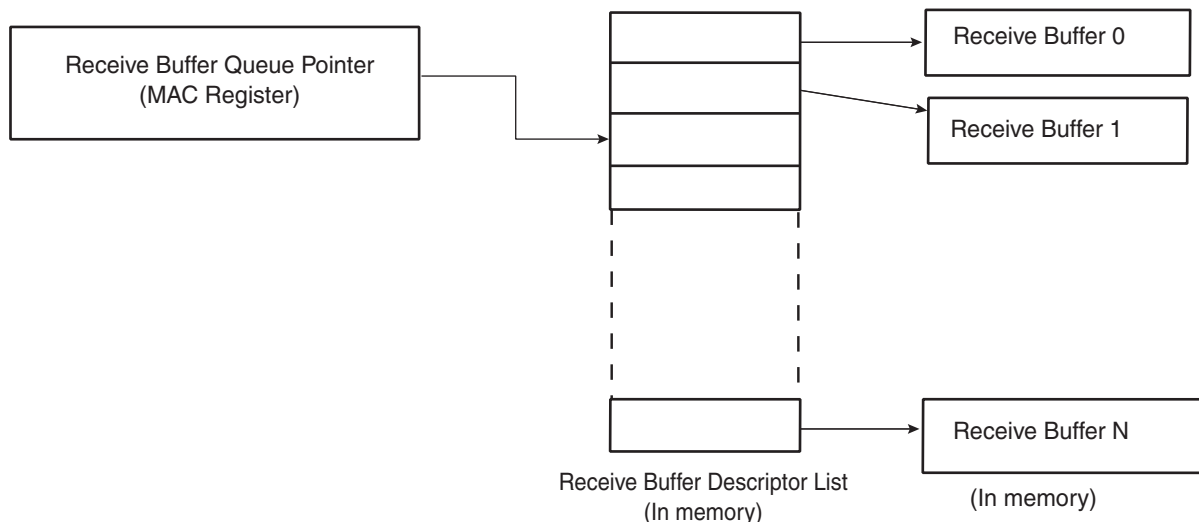 Receive Buffer Queue Pointer
(MAC Register)
Receive Buffer 0
Receive Buffer 1
Receive Buffer N
Receive Buffer Descriptor List
(In memory)
(In memory)